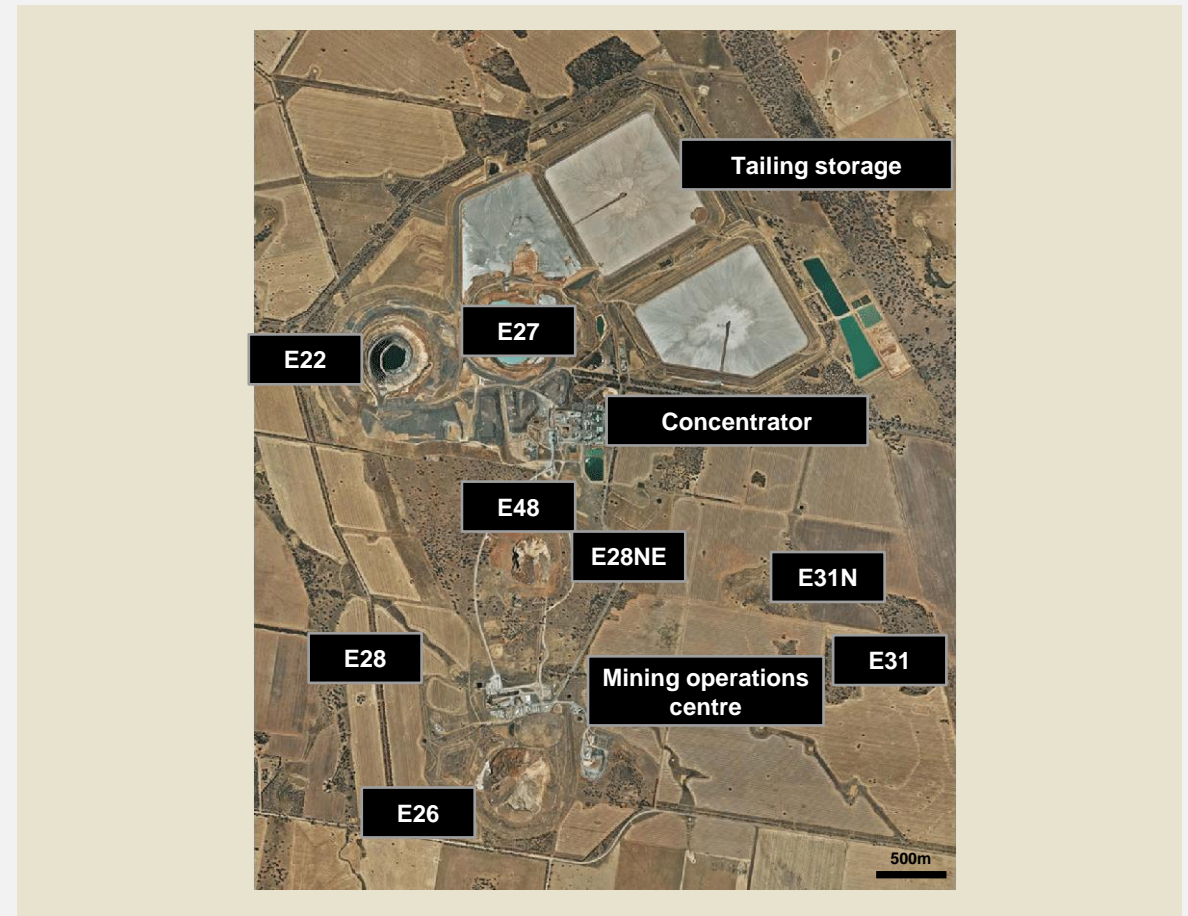 Tailing storage
E27
E22
Concentrator
E48
E28NE
E31N
E28
E31
Mining operations
centre
E26
500m